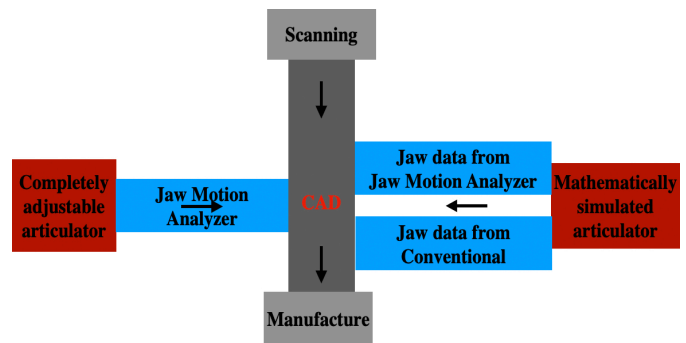 Scanning
Completely
adjustable
articulator
Jaw Motion
Analyzer
CAD
Jaw data from
Jaw Motion Analyzer
Jaw data from
Conventional
Mathematically
simulated
articulator
Manufacture